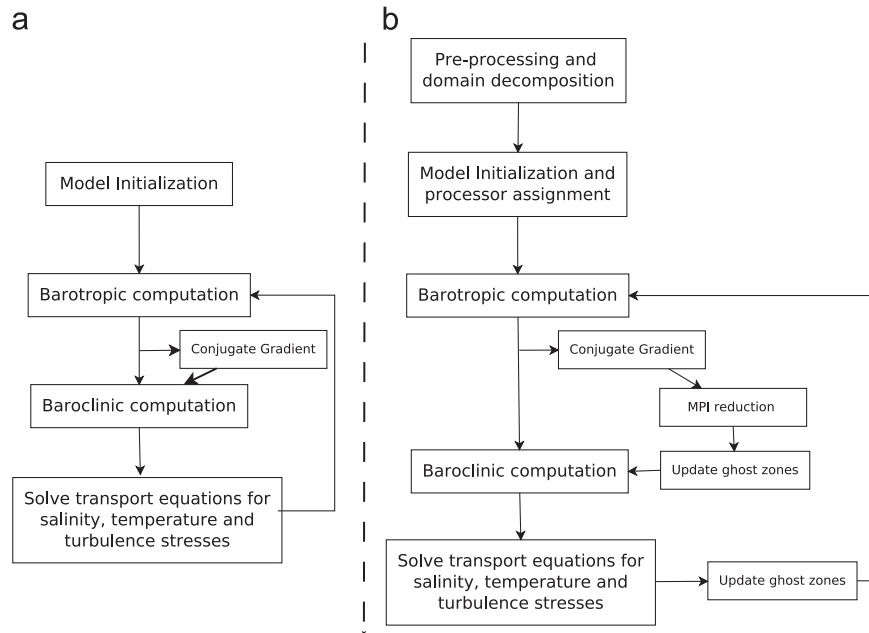 a
Model Initialization
Barotropic computation
Conjugate Gradient
Baroclinic computation
Solve transport equations for
salinity, temperature and
turbulence stresses
b
Pre-processing and
domain decomposition
Model Initialization and
processor assignment
Barotropic computation
Conjugate Gradient
MPI reduction
Update ghost zones
Baroclinic computation
Solve transport equations for
salinity, temperature and
turbulence stresses
Update ghost zones